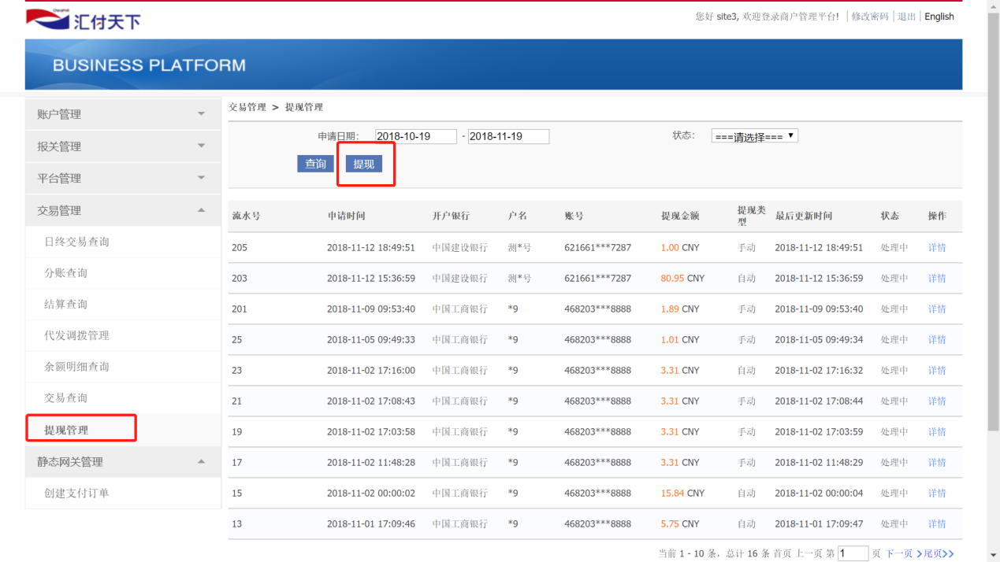 ChinaPnR
汇付天下
您好 site3, 欢迎登录商户管理平台! | 修改密码 | 退出 | English
BUSINESS PLATFORM
账户管理
报关管理
平台管理
交易管理
日终交易查询
分账查询
结算查询
代发调拨管理
余额明细查询
交易查询
提现管理
静态网关管理
创建支付订单
交易管理 > 提现管理
申请日期: 2018-10-19 - 2018-11-19 状态: ===请选择===
查询 提现
流水号 申请时间 开户银行 户名 账号 提现金额 提现类型 最后更新时间 状态 操作
205 2018-11-12 18:49:51 中国建设银行 测*号 621661***7287 1.00 CNY 手动 2018-11-12 18:49:51 处理中 详情
203 2018-11-12 15:36:59 中国建设银行 测*号 621661***7287 80.95 CNY 自动 2018-11-12 15:36:59 处理中 详情
201 2018-11-09 09:53:40 中国工商银行 *9 468203***8888 1.89 CNY 手动 2018-11-09 09:53:40 处理中 详情
25 2018-11-05 09:49:33 中国工商银行 *9 468203***8888 1.01 CNY 手动 2018-11-05 09:49:34 处理中 详情
23 2018-11-02 17:16:00 中国工商银行 *9 468203***8888 3.31 CNY 自动 2018-11-02 17:16:32 处理中 详情
21 2018-11-02 17:08:43 中国工商银行 *9 468203***8888 3.31 CNY 手动 2018-11-02 17:08:44 处理中 详情
19 2018-11-02 17:03:58 中国工商银行 *9 468203***8888 3.31 CNY 手动 2018-11-02 17:03:59 处理中 详情
17 2018-11-02 11:48:28 中国工商银行 *9 468203***8888 3.31 CNY 手动 2018-11-02 11:48:29 处理中 详情
15 2018-11-02 00:00:02 中国工商银行 *9 468203***8888 15.84 CNY 自动 2018-11-02 00:00:04 处理中 详情
13 2018-11-01 17:09:46 中国工商银行 *9 468203***8888 5.75 CNY 自动 2018-11-01 17:09:47 处理中 详情
当前 1 - 10 条, 总计 16 条 首页 上一页 第 1 页 下一页 >尾页>>